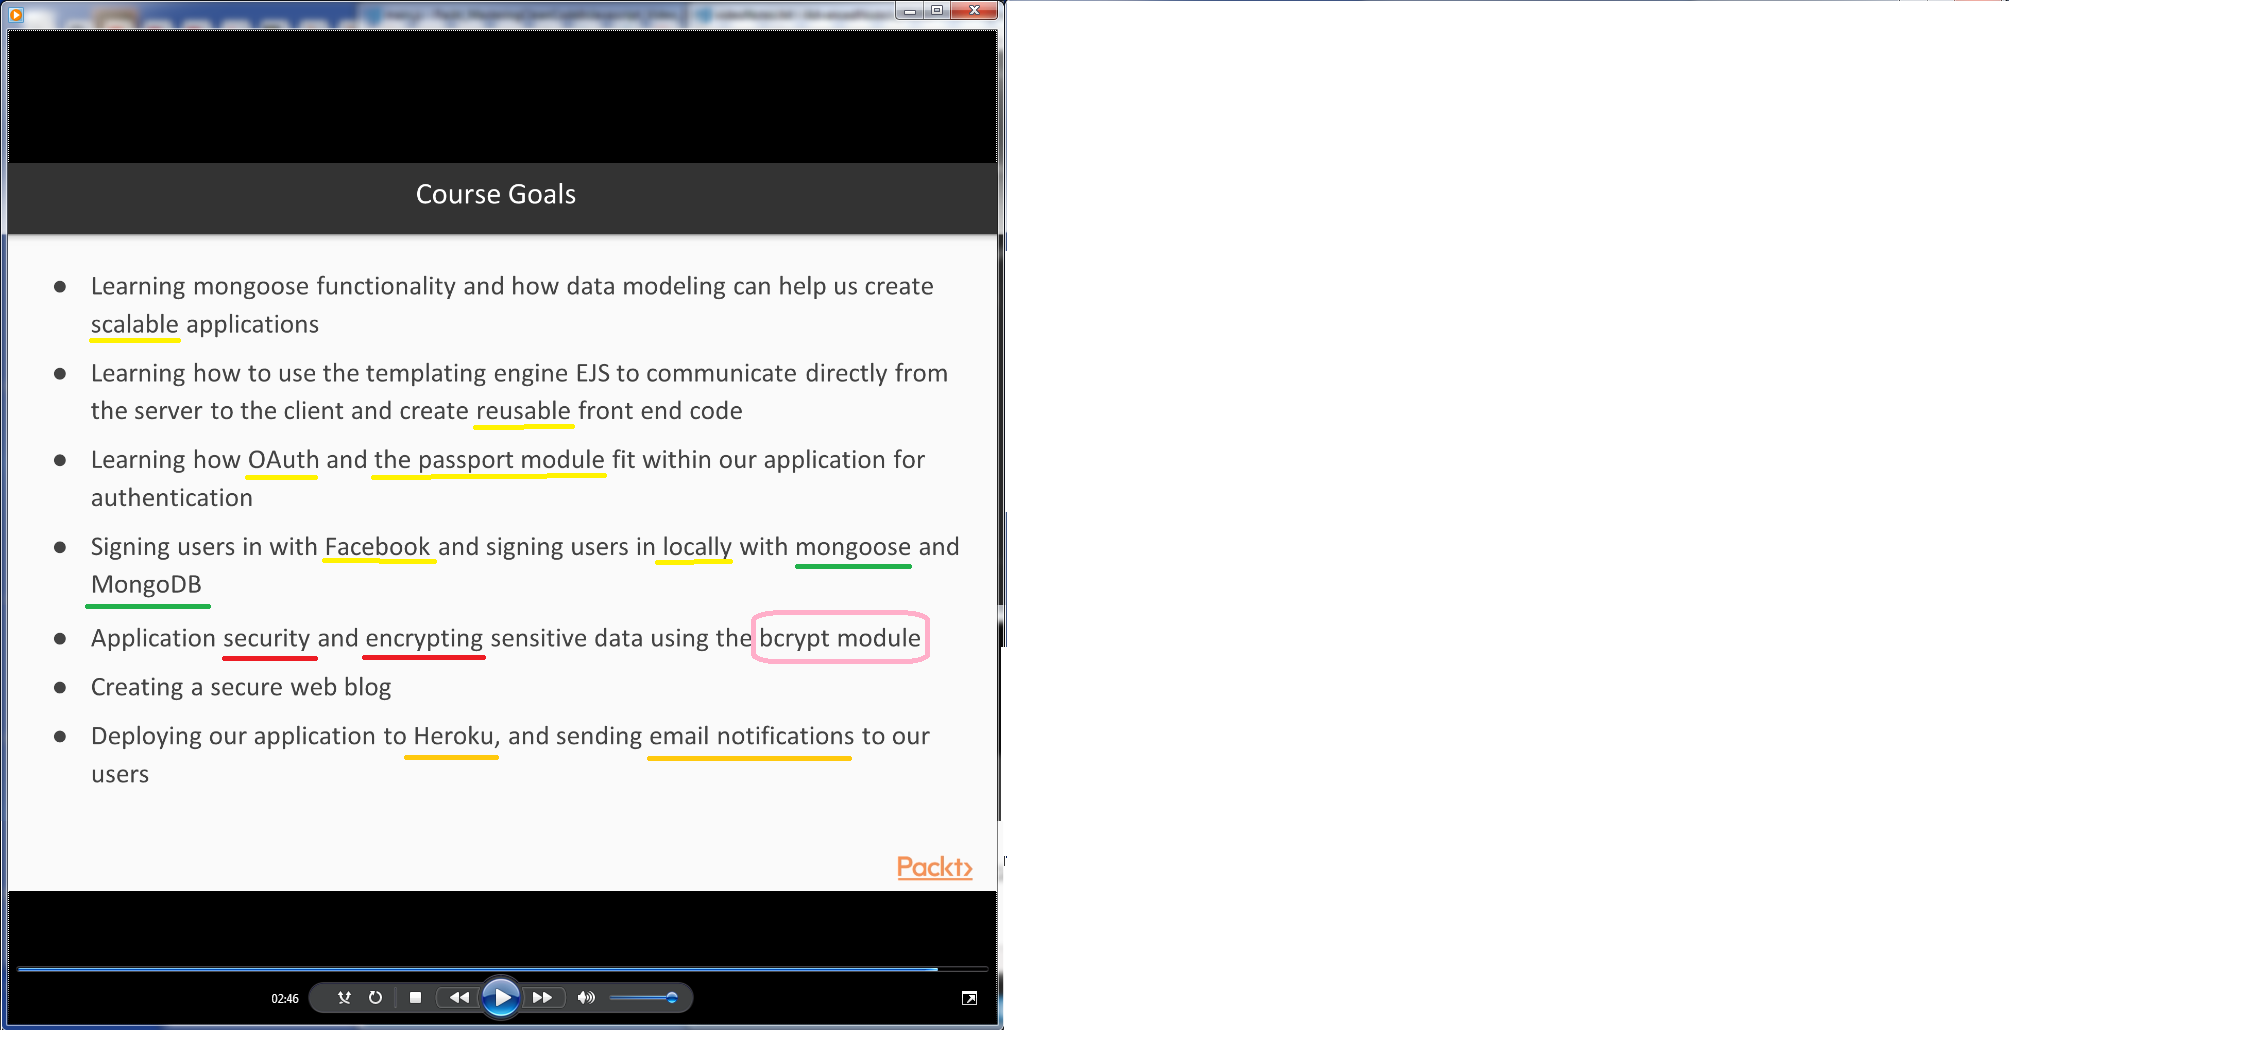 Course Goals
● Learning mongoose functionality and how data modeling can help us create
scalable applications
● Learning how to use the templating engine EJS to communicate directly from
the server to the client and create reusable front end code
● Learning how OAuth and the passport module fit within our application for
authentication
● Signing users in with Facebook and signing users in locally with mongoose and
MongoDB
● Application security and encrypting sensitive data using the bcrypt module
● Creating a secure web blog
● Deploying our application to Heroku, and sending email notifications to our
users
Packt>
02:46